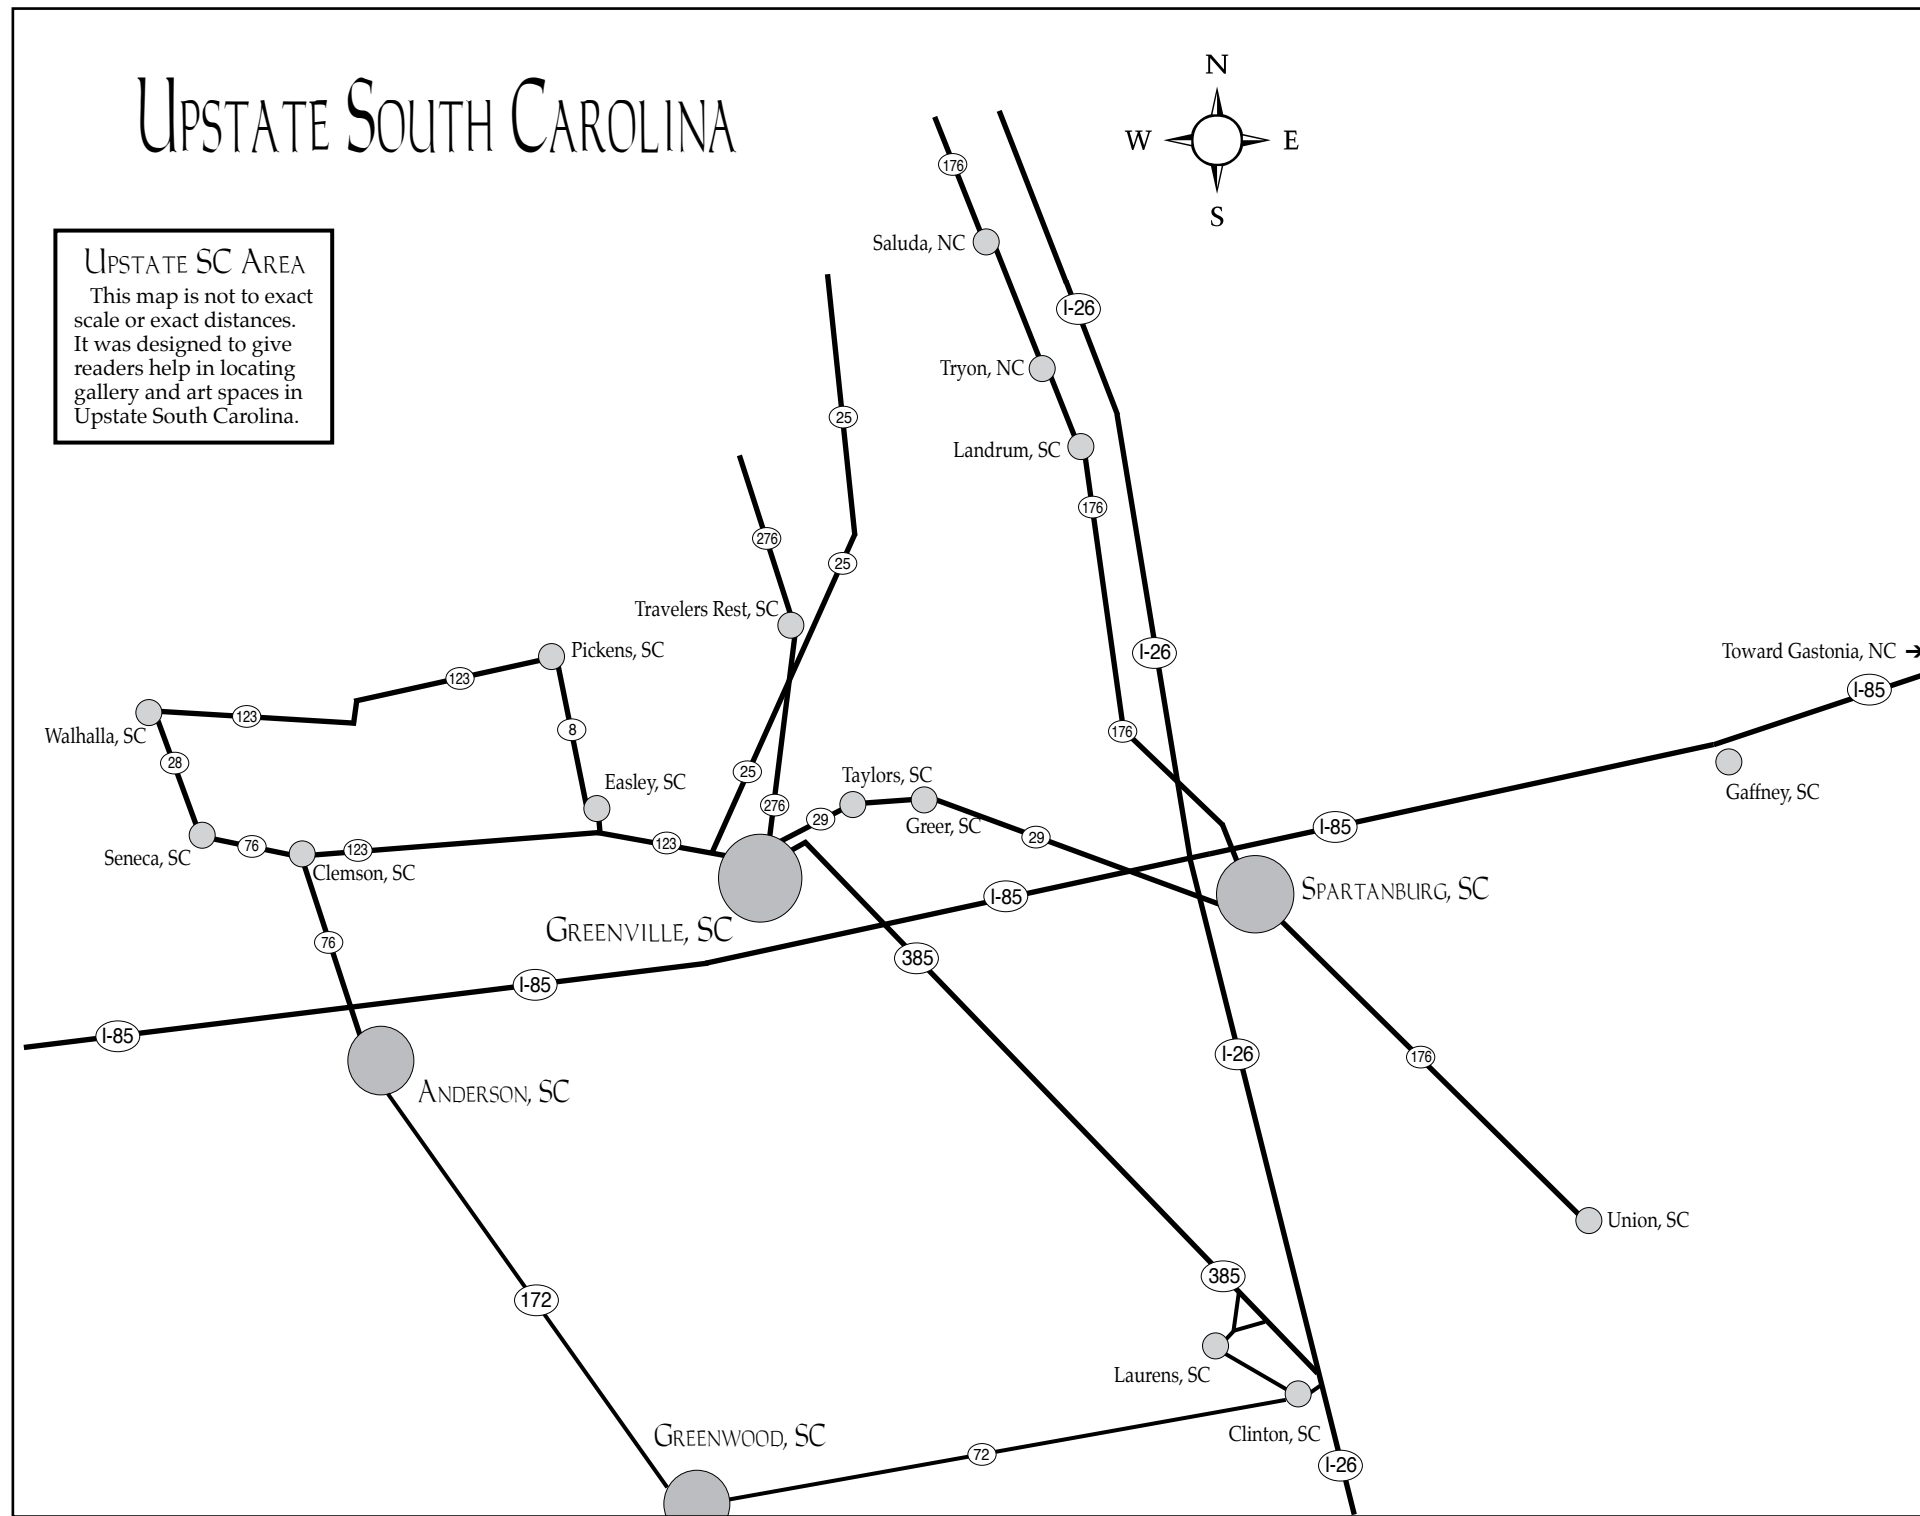 Upstate South Carolina
N
W
E
S
176
Saluda, NC
Upstate SC Area
This map is not to exact
scale or exact distances.
It was designed to give
readers help in locating
gallery and art spaces in
Upstate South Carolina.
I-26
Tryon, NC
25
Landrum, SC
176
276
25
Travelers Rest, SC
Pickens, SC
I-26
Toward Gastonia, NC ➔
123
I-85
123
Walhalla, SC
8
176
28
25
Gaffney, SC
Easley, SC
Taylors, SC
276
29
Greer, SC
I-85
29
Seneca, SC
76
123
123
Clemson, SC
Spartanburg, SC
I-85
Greenville, SC
76
385
I-85
I-85
I-26
176
Anderson, SC
Union, SC
385
172
Laurens, SC
Greenwood, SC
Clinton, SC
72
I-26